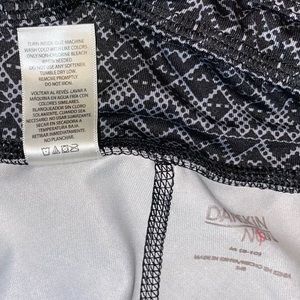 TURN INSIDE OUT. MACHINE
WASH COLD WITH LIKE COLORS.
ONLY NON-CHLORINE BLEACH
WHEN NEEDED.
DO NOT USE ANY SOFTENER.
TUMBLE DRY LOW.
REMOVE PROMPTLY.
DO NOT IRON.
VOLTEAR AL REVÉS. LAVAR A
MÁQUINA EN AGUA FRÍA CON
COLORES SIMILARES.
BLANQUEADOR SIN CLORO
SOLAMENTE, CUANDO SEA
NECESARIO. NO USAR
SUAVIZANTE.
SECAR EN SECADORA A
BAJA TEMPERATURA.
RETIRAR INMEDIATAMENTE.
NO PLANCHAR.
DANSKIN
NOW